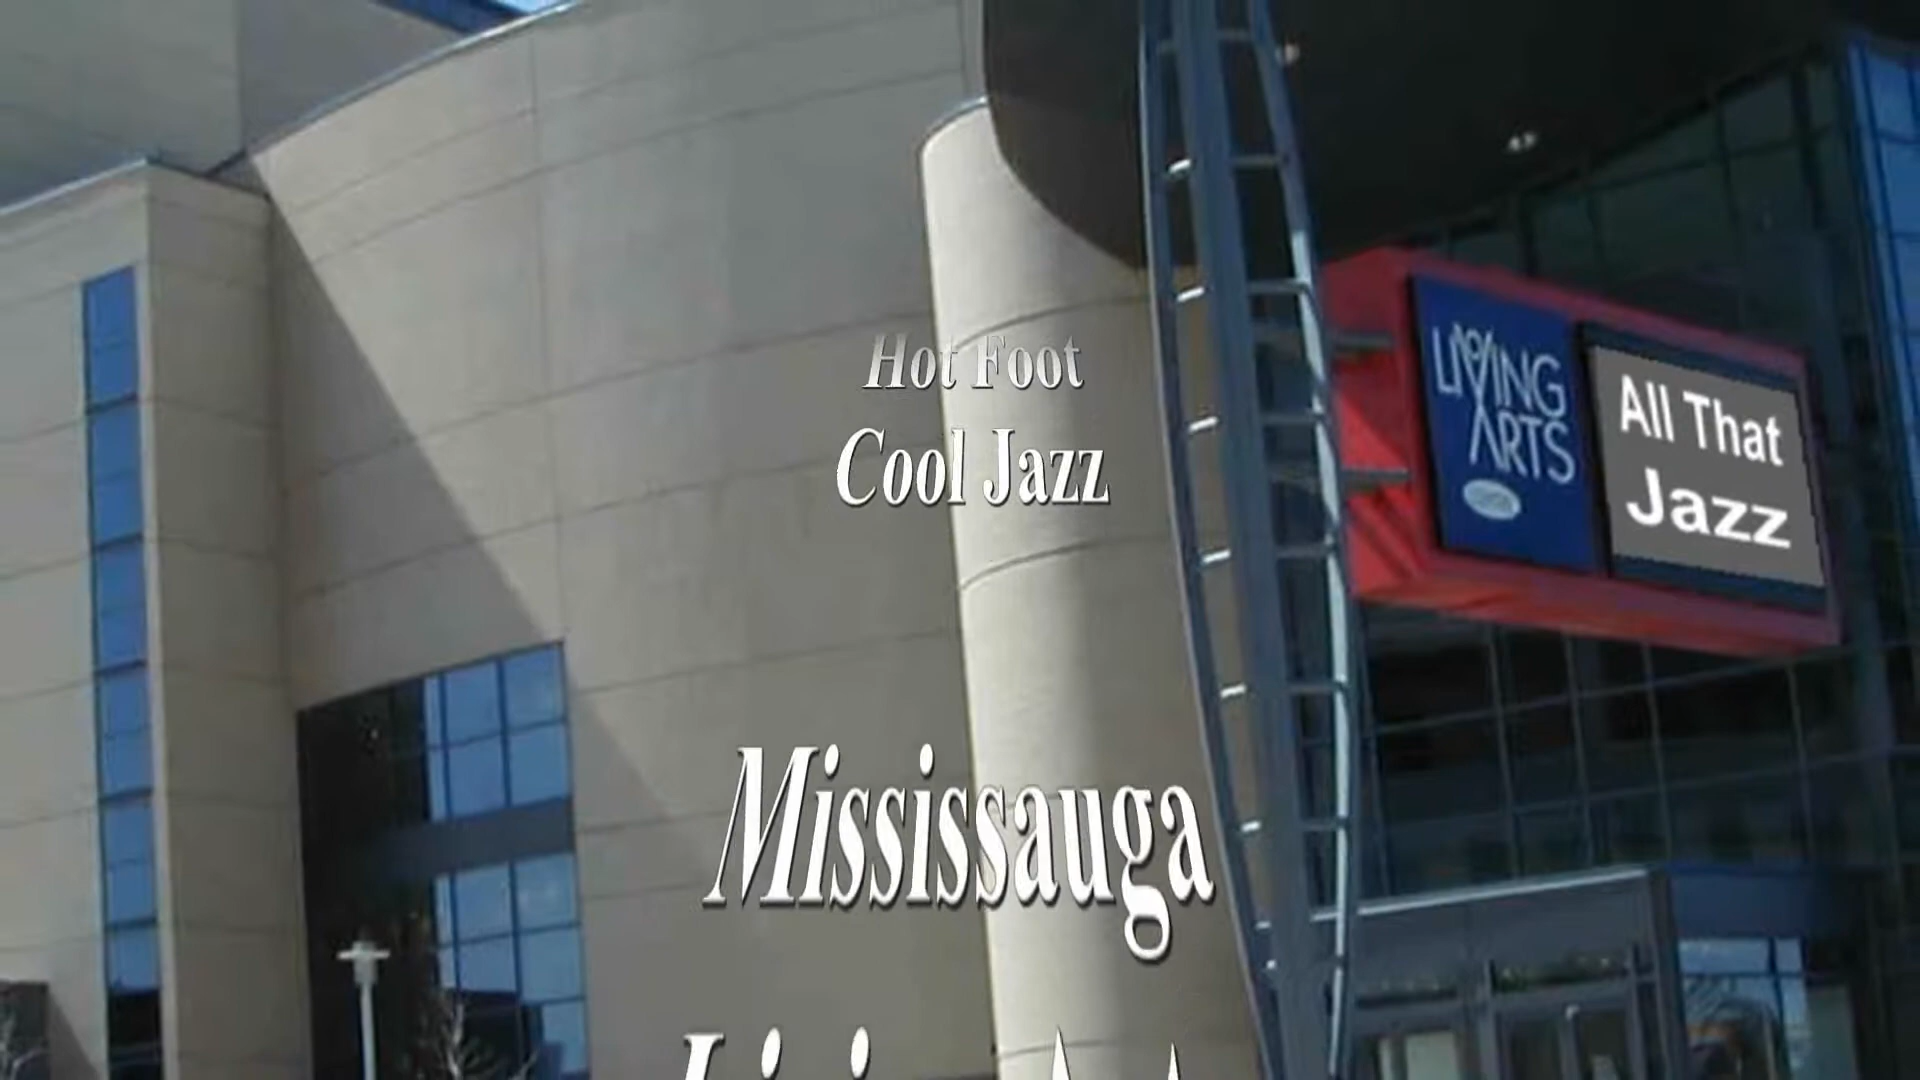 Hot Foot
Cool Jazz
Mississauga
LIVING
ARTS
All That
Jazz